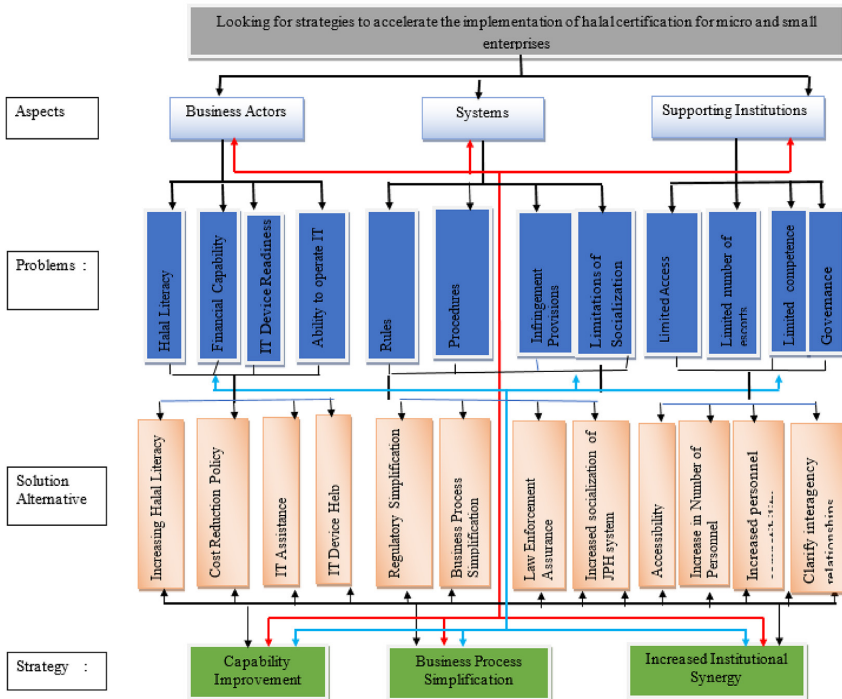 Looking for strategies to accelerate the implementation of halal certification for micro and small
enterprises
Aspects
Business Actors
Systems
Supporting Institutions
Problems :
Halal Literacy
Financial Capability
IT Device Readiness
Ability to operate IT
Rules
Procedures
Infringement
Provisions
Limitations of
Socialization
Limited Access
Limited number of
escorts
Limited competence
Governance
Solution
Alternative
Increasing Halal Literacy
Cost Reduction Policy
IT Assistance
IT Device Help
Regulatory Simplification
Business Process
Simplification
Law Enforcement
Assurance
Increased socialization of
JPH system
Accessibility
Increase in Number of
Personnel
Increased personnel
Clarify interagency
relationships
Strategy :
Capability
Improvement
Business Process
Simplification
Increased Institutional
Synergy